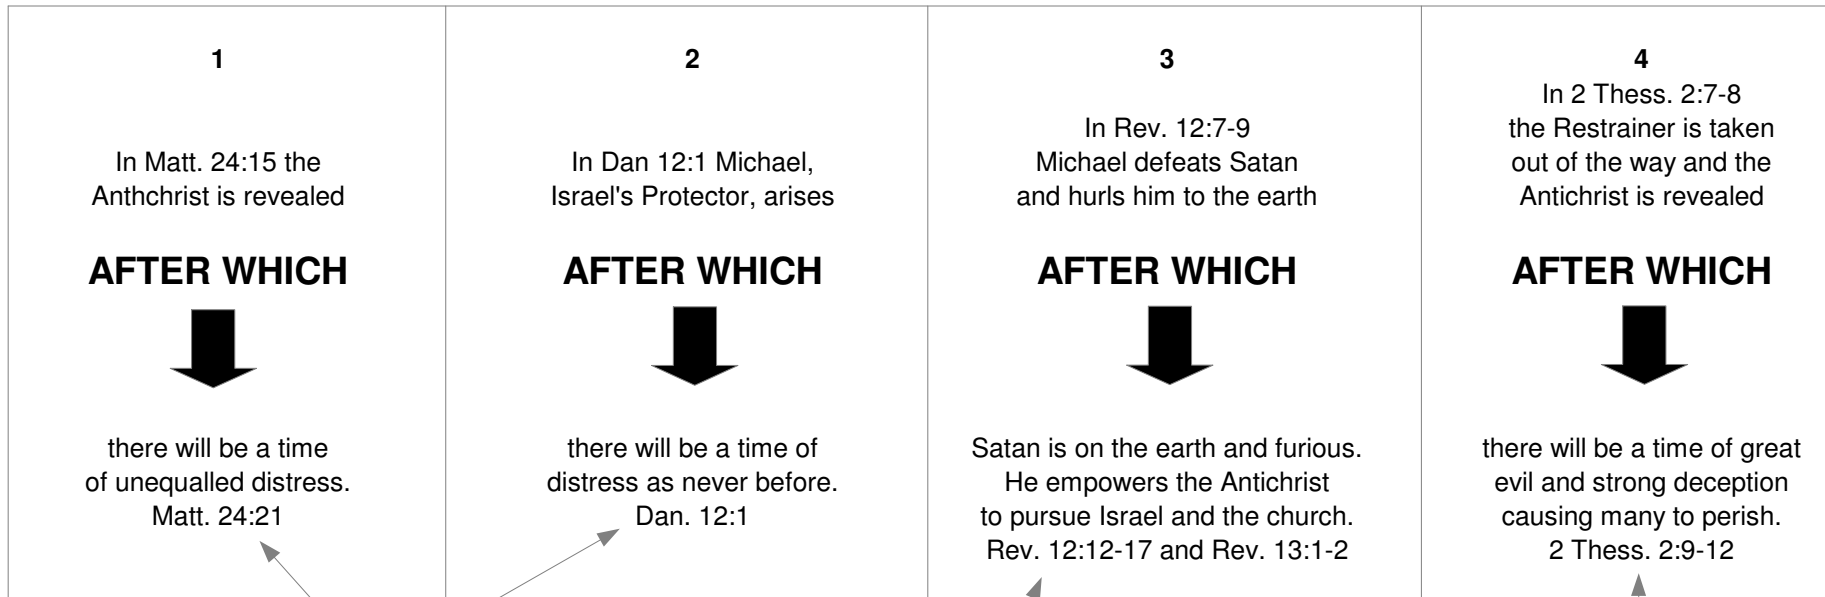 1
In Matt. 24:15 the
Anthchrist is revealed
AFTER WHICH
there will be a time
of unequalled distress.
Matt. 24:21
2
In Dan 12:1 Michael,
Israel's Protector, arises
AFTER WHICH
there will be a time of
distress as never before.
Dan. 12:1
3
In Rev. 12:7-9
Michael defeats Satan
and hurls him to the earth
AFTER WHICH
Satan is on the earth and furious.
He empowers the Antichrist
to pursue Israel and the church.
Rev. 12:12-17 and Rev. 13:1-2
4
In 2 Thess. 2:7-8
the Restrainer is taken
out of the way and the
Antichrist is revealed
AFTER WHICH
there will be a time of great
evil and strong deception
causing many to perish.
2 Thess. 2:9-12